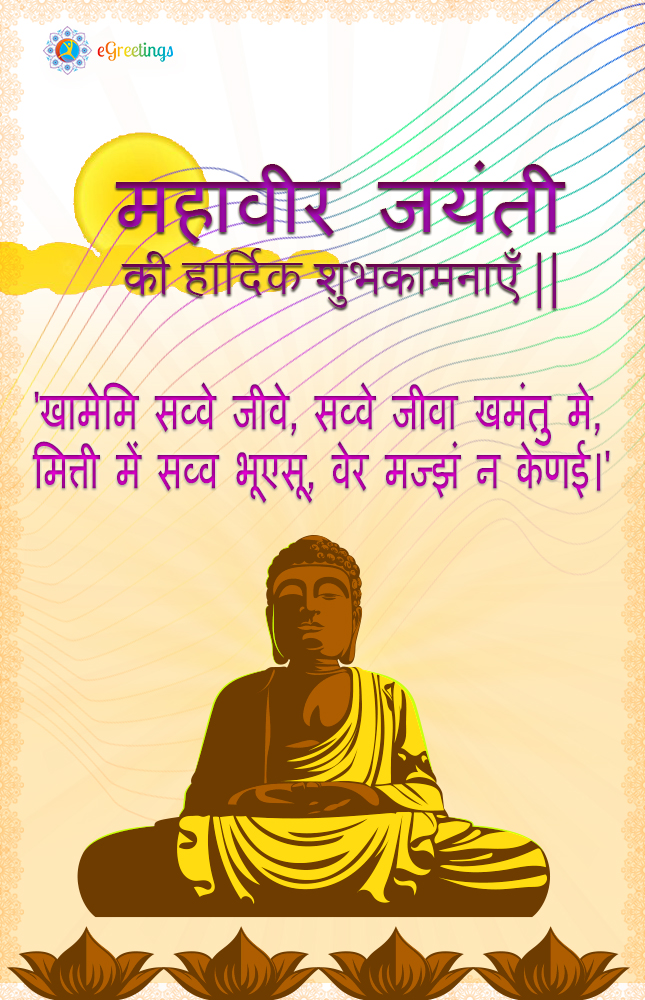 eGreetings
महावीर जयंती
की हार्दिक शुभकामनाएँ ||
'खामेमि सव्वे जीवे, सव्वे जीवा खमंतु मे,
मित्ती में सव्व भूएसू, वेर मज्झं न केणई।'